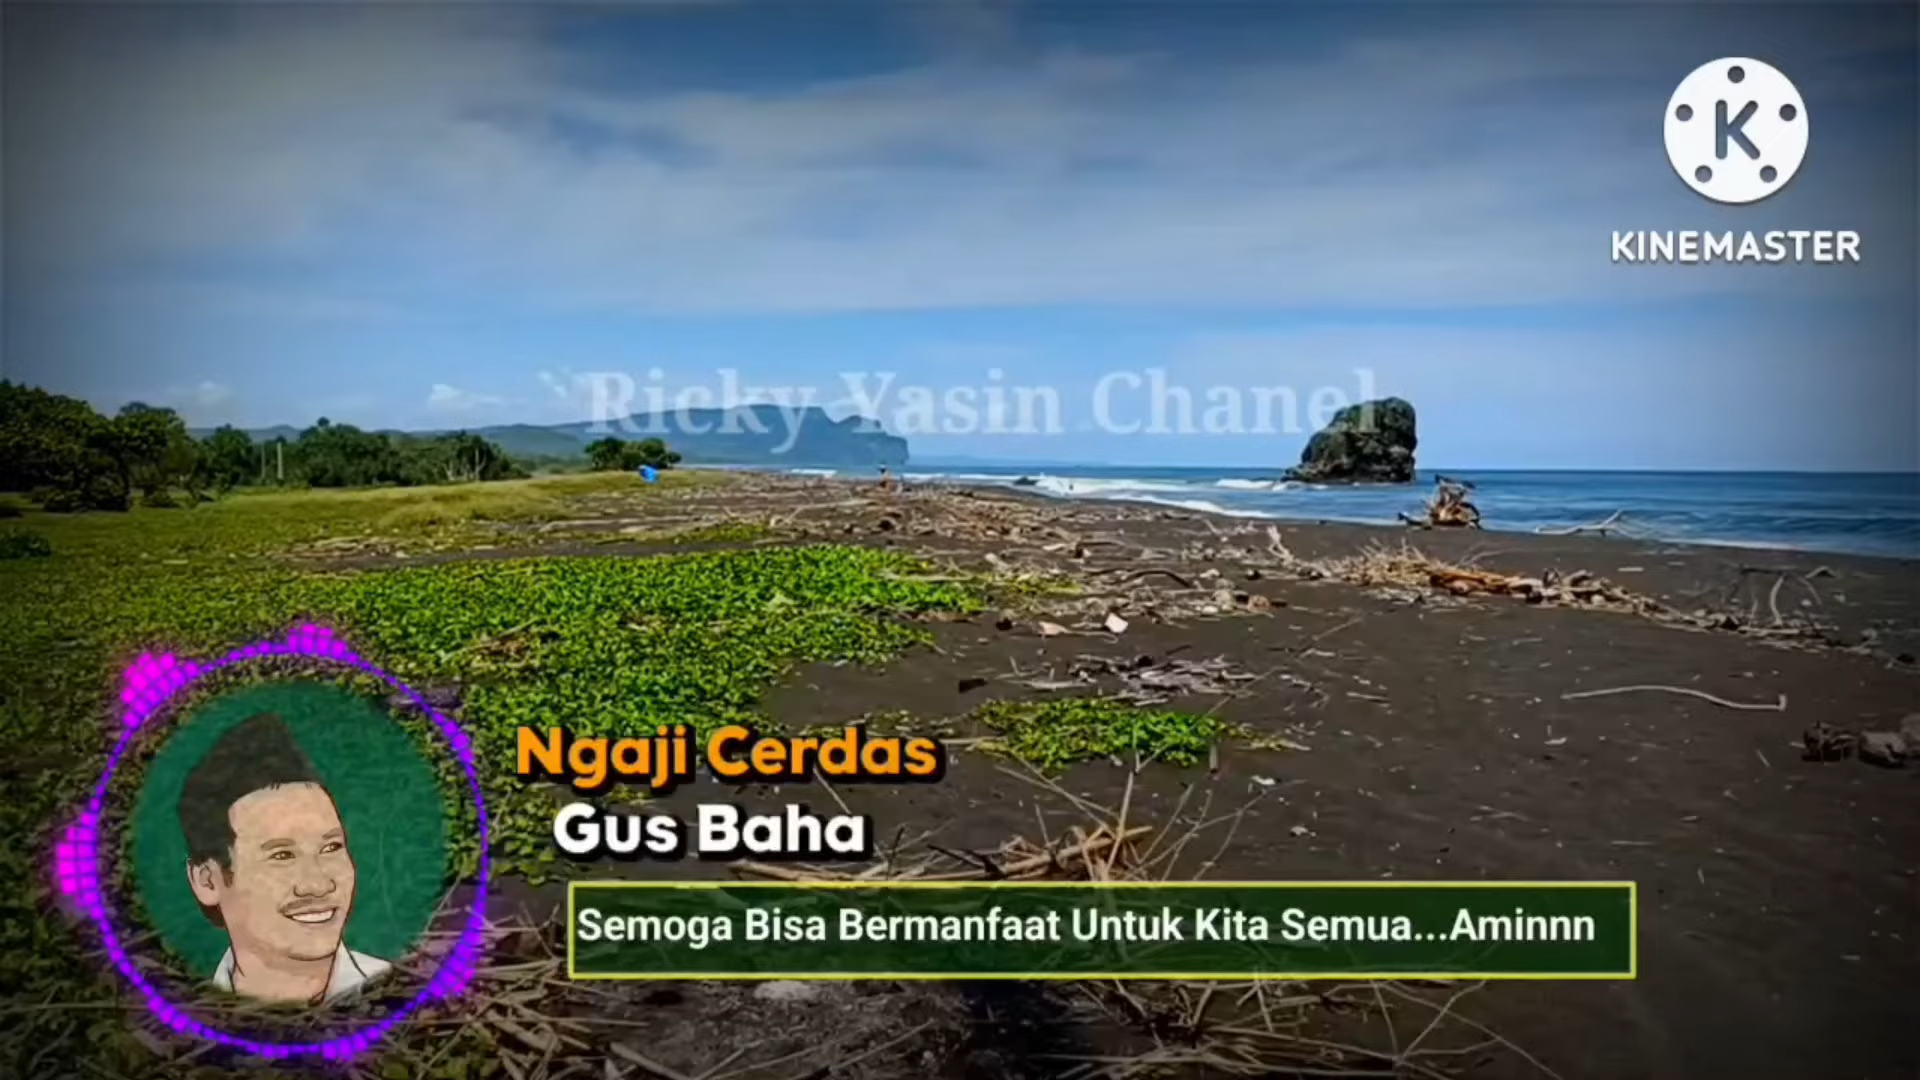 K
KINEMASTER
Ricky Yasin Chanel
Ngaji Cerdas
Gus Baha
Semoga Bisa Bermanfaat Untuk Kita Semua...Aminnn